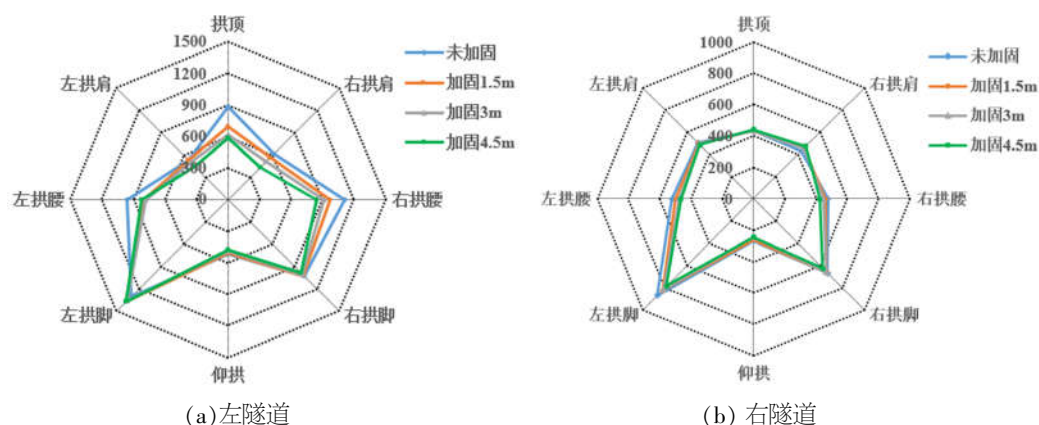 拱顶
1500
1200
900
600
300
0
左拱肩
右拱肩
左拱腰
右拱腰
左拱脚
右拱脚
仰拱
未加固
加固1.5m
加固3m
加固4.5m
(a)左隧道
拱顶
1000
800
600
400
200
0
左拱肩
右拱肩
左拱腰
右拱腰
左拱脚
右拱脚
仰拱
未加固
加固1.5m
加固3m
加固4.5m
(b) 右隧道